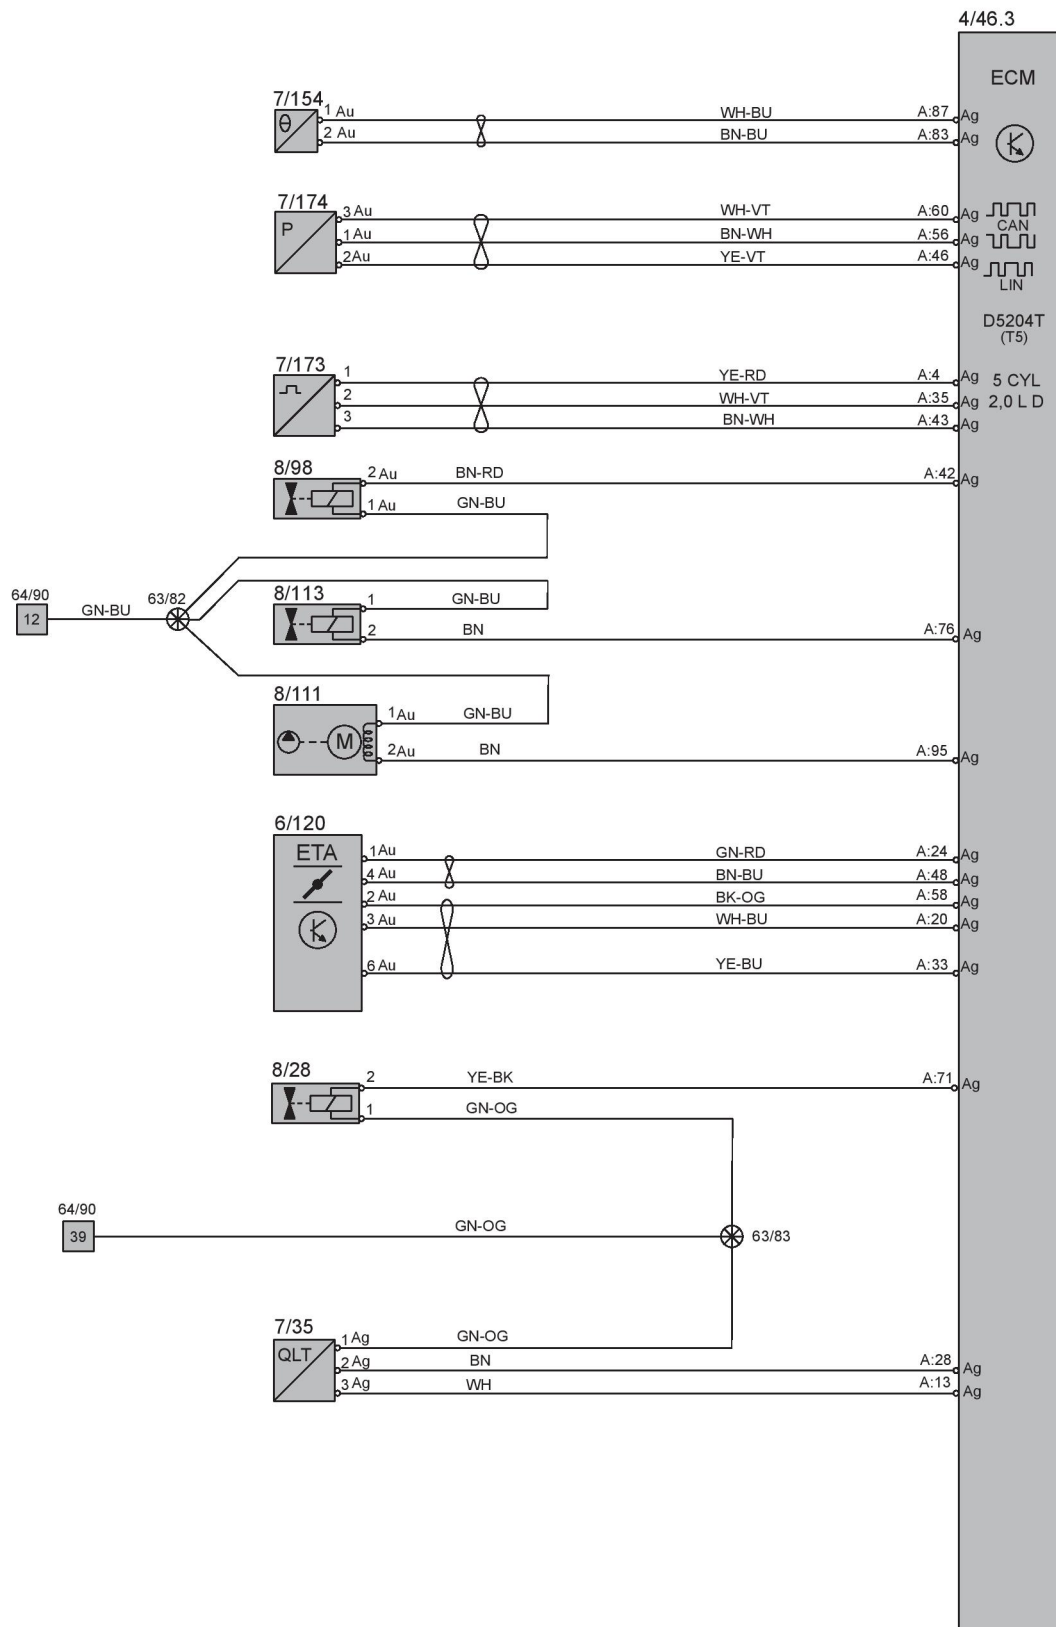 4/46.3
ECM
7/154
θ
1 Au WH-BU A:87 Ag
2 Au BN-BU A:83 Ag
7/174
P
3 Au WH-VT A:60 Ag
1 Au BN-WH A:56 Ag
2 Au YE-VT A:46 Ag
CAN
LIN
D5204T
(T5)
5 CYL
2,0 L D
7/173
1 YE-RD A:4 Ag
2 WH-VT A:35 Ag
3 BN-WH A:43 Ag
8/98
2 Au BN-RD A:42 Ag
1 Au GN-BU
64/90
12
GN-BU
63/82
8/113
1 GN-BU
2 BN A:76 Ag
8/111
M
1 Au GN-BU
2 Au BN A:95 Ag
6/120
ETA
1 Au GN-RD A:24 Ag
4 Au BN-BU A:48 Ag
2 Au BK-OG A:58 Ag
3 Au WH-BU A:20 Ag
6 Au YE-BU A:33 Ag
8/28
2 YE-BK A:71 Ag
1 GN-OG
64/90
39
GN-OG
63/83
7/35
QLT
1 Ag GN-OG
2 Ag BN A:28 Ag
3 Ag WH A:13 Ag